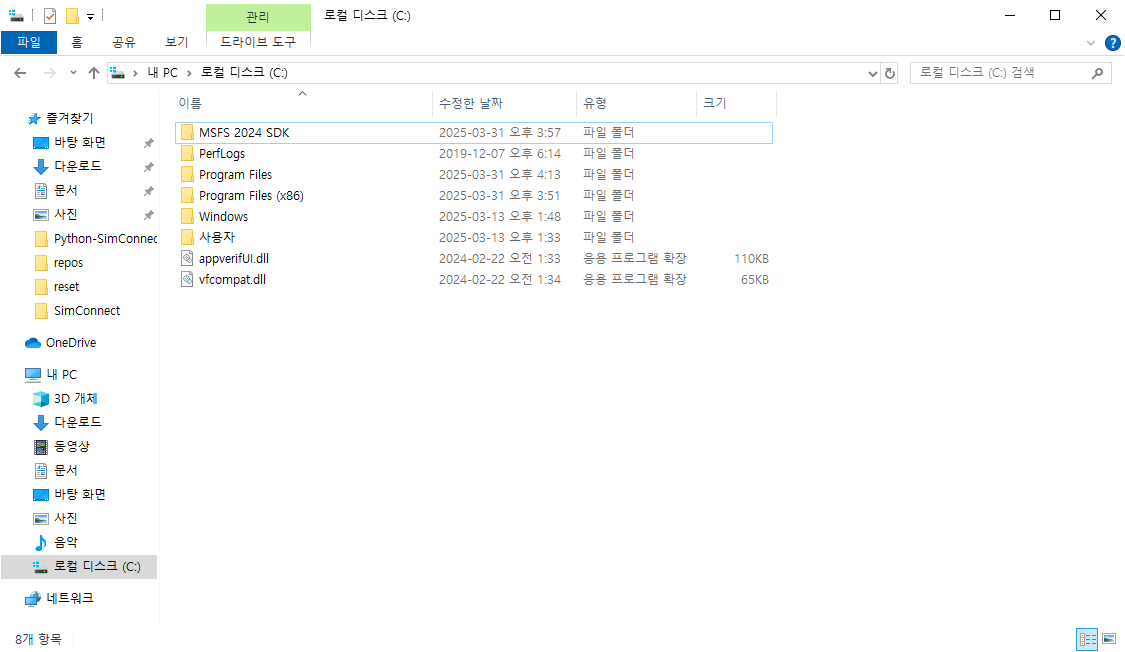 관리
로컬 디스크 (C:)
파일 홈 공유 보기 드라이브 도구
내 PC 로컬 디스크 (C:)
로컬 디스크 (C:) 검색
이름 수정한 날짜 유형 크기
MSFS 2024 SDK 2025-03-31 오후 3:57 파일 폴더
PerfLogs 2019-12-07 오후 6:14 파일 폴더
Program Files 2025-03-31 오후 4:13 파일 폴더
Program Files (x86) 2025-03-31 오후 3:51 파일 폴더
Windows 2025-03-13 오후 1:48 파일 폴더
사용자 2025-03-13 오후 1:33 파일 폴더
appverifUI.dll 2024-02-22 오전 1:33 응용 프로그램 확장 110KB
vfcompat.dll 2024-02-22 오전 1:34 응용 프로그램 확장 65KB
즐겨찾기
바탕 화면
다운로드
문서
사진
Python-SimConnec
repos
reset
SimConnect
OneDrive
내 PC
3D 개체
다운로드
동영상
문서
바탕 화면
사진
음악
로컬 디스크 (C:)
네트워크
8개 항목